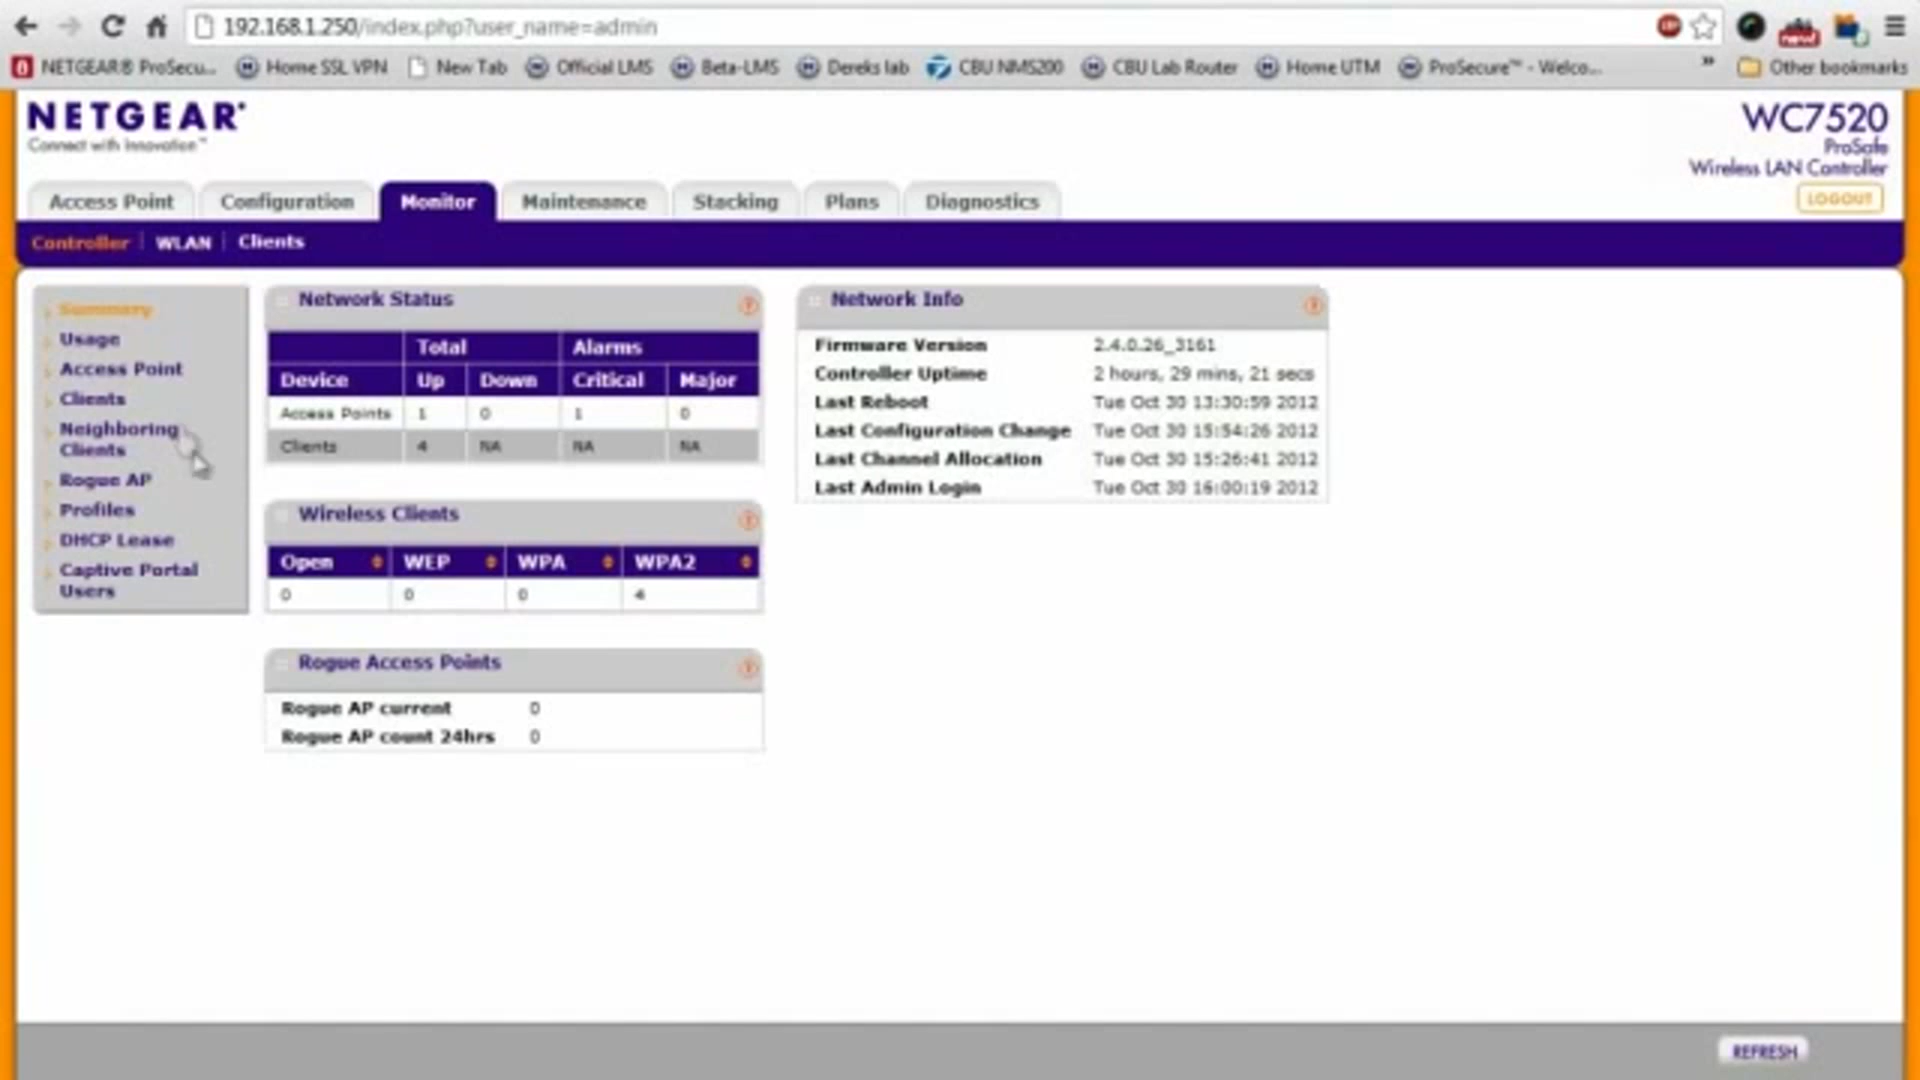 192.168.1.250/index.php?user_name=admin
NETGEAR® ProSecu... Home SSL VPN New Tab Official LMS Beta-LMS Dereks lab CBU NMS200 CBU Lab Router Home UTM ProSecure™ - Welco... » Other bookmarks
NETGEAR®
Connect with Innovation™
WC7520
ProSafe
Wireless LAN Controller
Access Point Configuration Monitor Maintenance Stacking Plans Diagnostics LOGOUT
Controller WLAN Clients
Summary
Usage
Access Point
Clients
Neighboring
Clients
Rogue AP
Profiles
DHCP Lease
Captive Portal
Users
Network Status
Total Alarms
Device Up Down Critical Major
Access Points 1 0 1 0
Clients 4 NA NA NA
Wireless Clients
Open WEP WPA WPA2
0 0 0 4
Rogue Access Points
Rogue AP current 0
Rogue AP count 24hrs 0
Network Info
Firmware Version 2.4.0.26_3161
Controller Uptime 2 hours, 29 mins, 21 secs
Last Reboot Tue Oct 30 13:30:59 2012
Last Configuration Change Tue Oct 30 15:54:26 2012
Last Channel Allocation Tue Oct 30 15:26:41 2012
Last Admin Login Tue Oct 30 16:00:19 2012
REFRESH